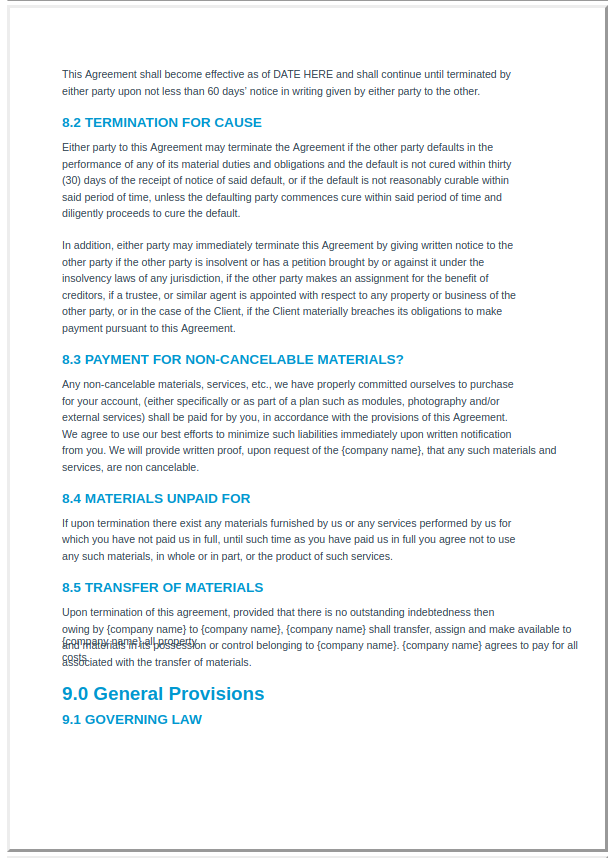 This Agreement shall become effective as of DATE HERE and shall continue until terminated by
either party upon not less than 60 days' notice in writing given by either party to the other.
8.2 TERMINATION FOR CAUSE
Either party to this Agreement may terminate the Agreement if the other party defaults in the
performance of any of its material duties and obligations and the default is not cured within thirty
(30) days of the receipt of notice of said default, or if the default is not reasonably curable within
said period of time, unless the defaulting party commences cure within said period of time and
diligently proceeds to cure the default.
In addition, either party may immediately terminate this Agreement by giving written notice to the
other party if the other party is insolvent or has a petition brought by or against it under the
insolvency laws of any jurisdiction, if the other party makes an assignment for the benefit of
creditors, if a trustee, or similar agent is appointed with respect to any property or business of the
other party, or in the case of the Client, if the Client materially breaches its obligations to make
payment pursuant to this Agreement.
8.3 PAYMENT FOR NON-CANCELABLE MATERIALS?
Any non-cancelable materials, services, etc., we have properly committed ourselves to purchase
for your account, (either specifically or as part of a plan such as modules, photography and/or
external services) shall be paid for by you, in accordance with the provisions of this Agreement.
We agree to use our best efforts to minimize such liabilities immediately upon written notification
from you. We will provide written proof, upon request of the {company name}, that any such materials and
services, are non cancelable.
8.4 MATERIALS UNPAID FOR
If upon termination there exist any materials furnished by us or any services performed by us for
which you have not paid us in full, until such time as you have paid us in full you agree not to use
any such materials, in whole or in part, or the product of such services.
8.5 TRANSFER OF MATERIALS
Upon termination of this agreement, provided that there is no outstanding indebtedness then
owing by {company name} to {company name}, {company name} shall transfer, assign and make available to
{company name} all property
and materials in its possession or control belonging to {company name}. {company name} agrees to pay for all
costs
associated with the transfer of materials.
9.0 General Provisions
9.1 GOVERNING LAW